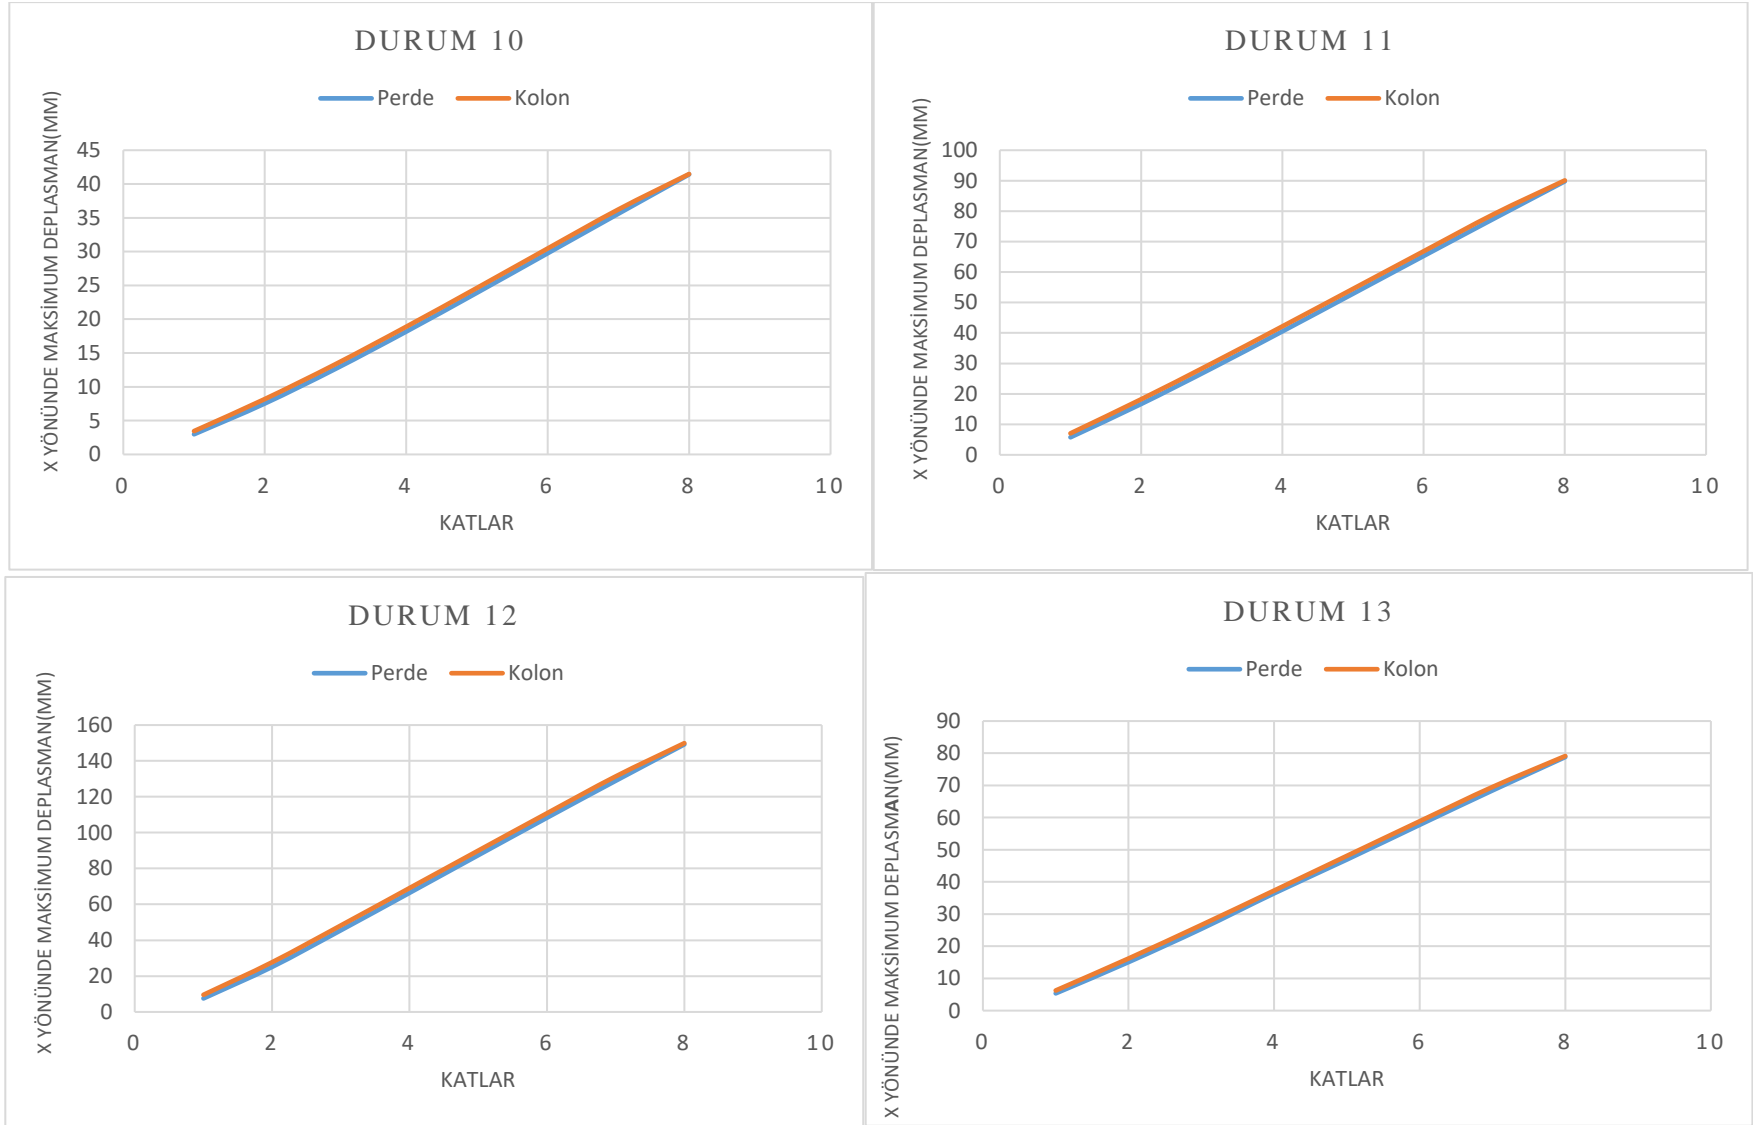 DURUM 10
Perde Kolon
X YÖNÜNDE MAKSİMUM DEPLASMAN(MM)
45
40
35
30
25
20
15
10
5
0
0 2 4 6 8 10
KATLAR
DURUM 11
Perde Kolon
X YÖNÜNDE MAKSİMUM DEPLASMAN(MM)
100
90
80
70
60
50
40
30
20
10
0
0 2 4 6 8 10
KATLAR
DURUM 12
Perde Kolon
X YÖNÜNDE MAKSİMUM DEPLASMAN(MM)
160
140
120
100
80
60
40
20
0
0 2 4 6 8 10
KATLAR
DURUM 13
Perde Kolon
X YÖNÜNDE MAKSİMUM DEPLASMAN(MM)
90
80
70
60
50
40
30
20
10
0
0 2 4 6 8 10
KATLAR